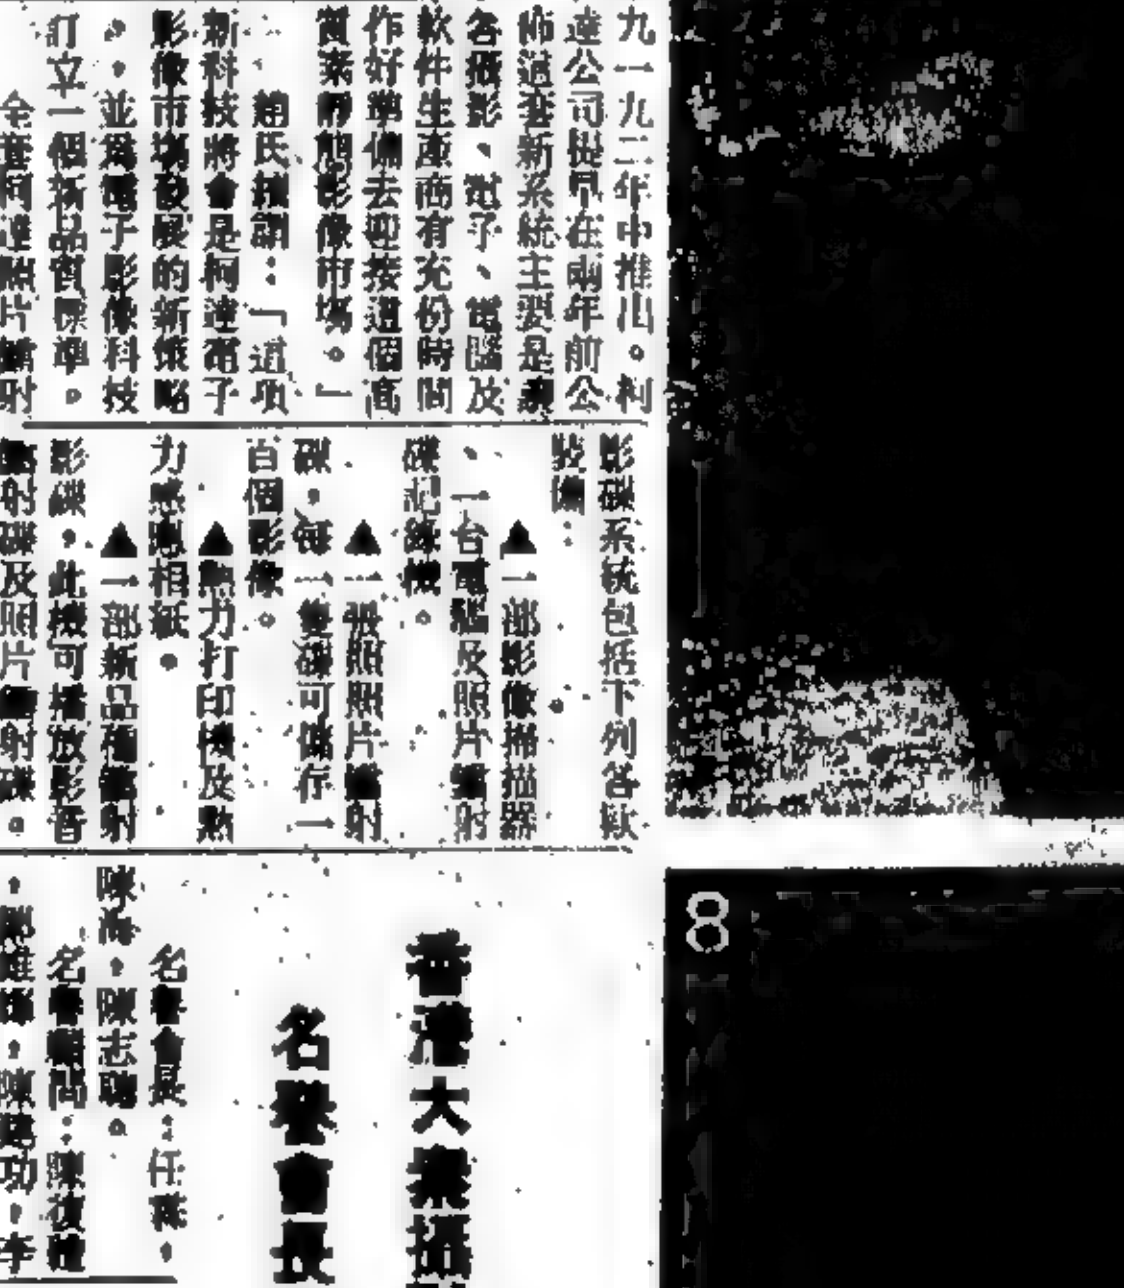 九一九二年中推出。柯
達公司提早在兩年前公
佈這套新系統主要是讓
各攝影、電子、電腦及
軟件生產商有充份時間
作好準備去迎接這個高
質素靜閒影像市場。」
趙氏續謂：「這項
新科技將會是柯達電子
影像市場發展的新策略
。，並為電子影像科技
訂立一個新品質標準。
全套柯達照片鐳射
影碟系統包括下列各款
裝備：
▲一部影像掃描器
、一台電腦及照片鐳射
碟記錄機。
▲一張照照片鐳射
碟，每一隻碟可儲存一
百個影像。
▲熱力打印機及熱
力感應相紙。
▲一部新品種鐳射
影碟，此機可播放影音
鐳射碟及照片鐳射碟。
香港大眾攝
名譽會長
名譽會長：任
陳海，陳志聰。
名譽顧問：陳復禮
，陳建功，李
8